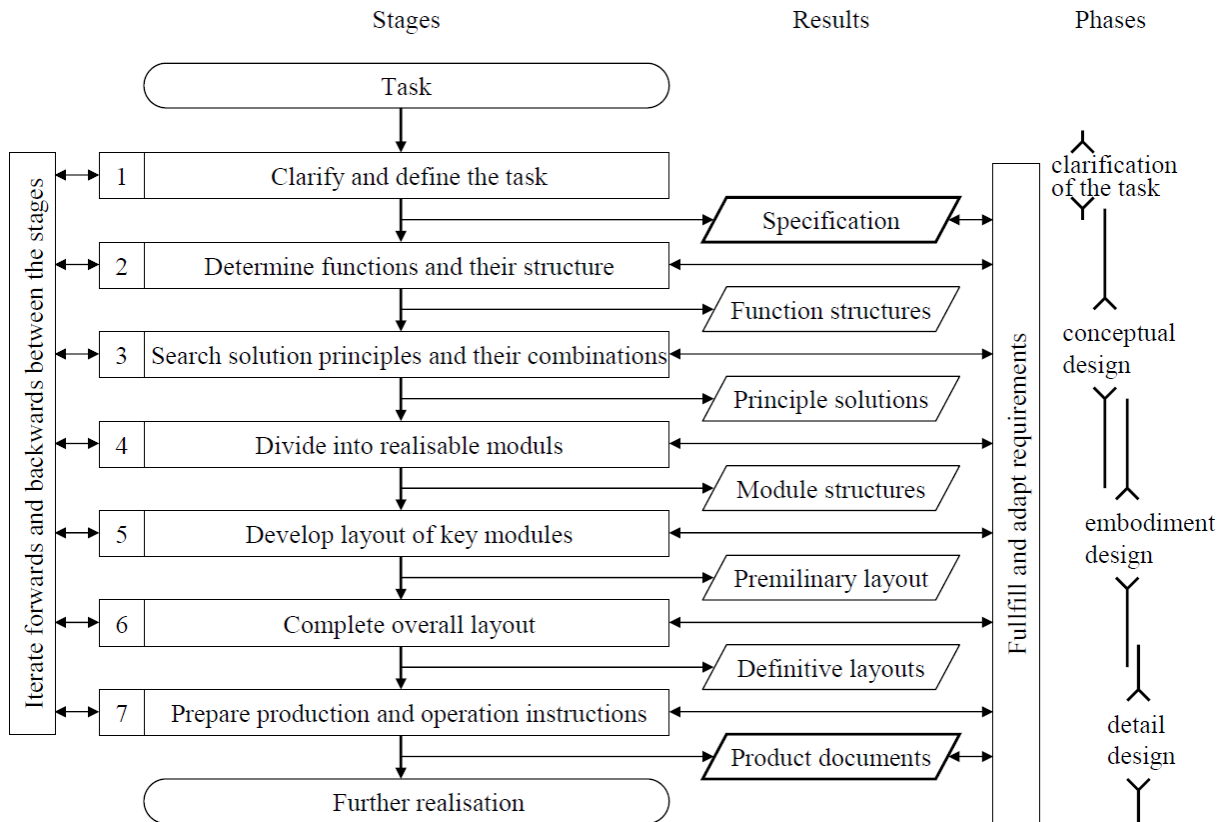 Stages
Results
Phases
Task
1
Clarify and define the task
Specification
2
Determine functions and their structure
Function structures
3
Search solution principles and their combinations
Principle solutions
4
Divide into realisable moduls
Module structures
5
Develop layout of key modules
Premilinary layout
6
Complete overall layout
Definitive layouts
7
Prepare production and operation instructions
Product documents
Further realisation
Iterate forwards and backwards between the stages
Fullfill and adapt requirements
clarification
of the task
conceptual
design
embodiment
design
detail
design